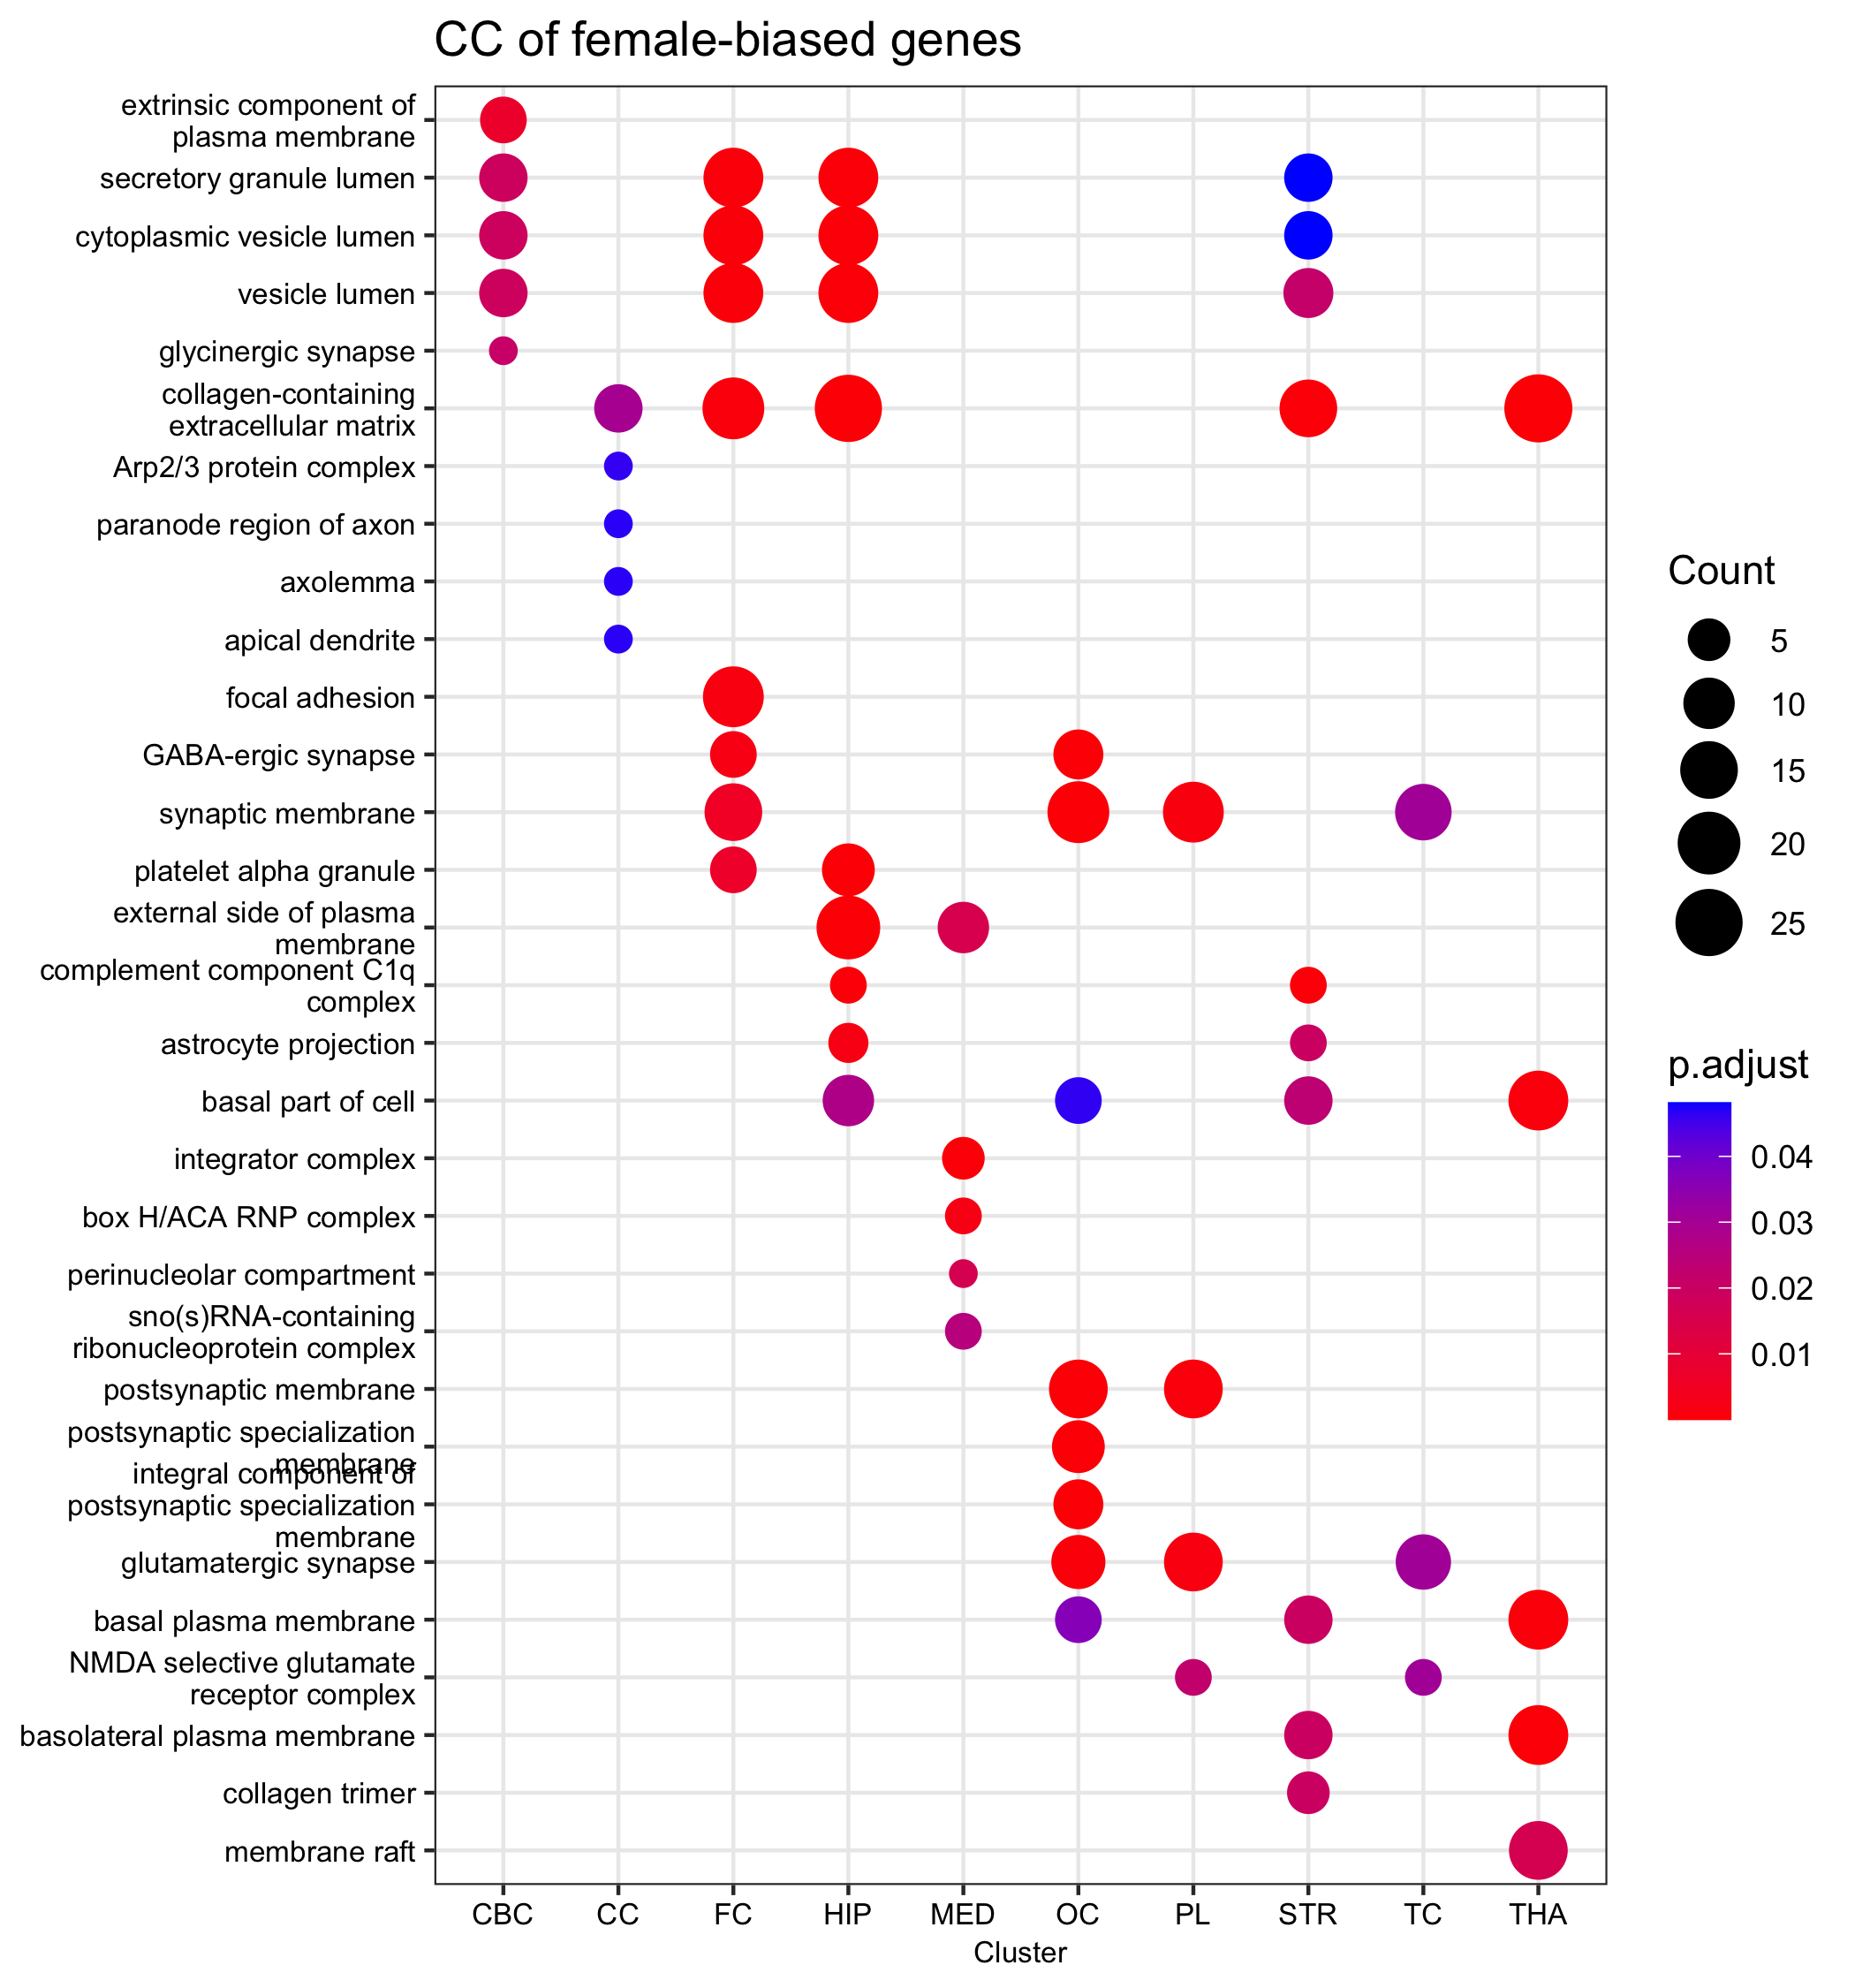 CC of female-biased genes
extrinsic component of
plasma membrane
secretory granule lumen
cytoplasmic vesicle lumen
vesicle lumen
glycinergic synapse
collagen-containing
extracellular matrix
Arp2/3 protein complex
paranode region of axon
axolemma
apical dendrite
focal adhesion
GABA-ergic synapse
synaptic membrane
platelet alpha granule
external side of plasma
membrane
complement component C1q
complex
astrocyte projection
basal part of cell
integrator complex
box H/ACA RNP complex
perinucleolar compartment
sno(s)RNA-containing
ribonucleoprotein complex
postsynaptic membrane
postsynaptic specialization
membrane
integral component of
postsynaptic specialization
membrane
glutamatergic synapse
basal plasma membrane
NMDA selective glutamate
receptor complex
basolateral plasma membrane
collagen trimer
membrane raft
CBC CC FC HIP MED OC PL STR TC THA
Cluster
Count
5
10
15
20
25
p.adjust
0.04
0.03
0.02
0.01